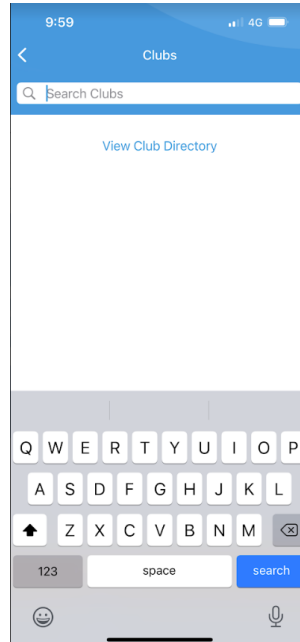 9:59 4G
Clubs
Search Clubs
View Club Directory
Q W E R T Y U I O P
A S D F G H J K L
Z X C V B N M
123 space search